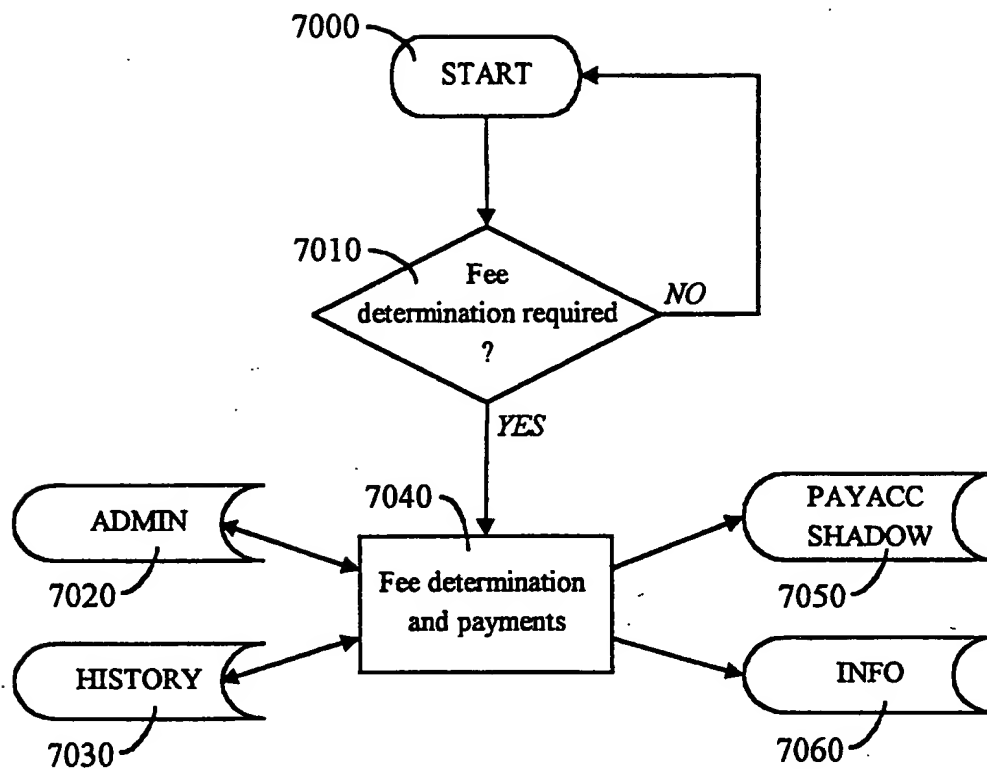 7000
START
7010
Fee
determination required
?
NO
YES
7040
ADMIN
7020
Fee determination
and payments
PAYACC
SHADOW
7050
HISTORY
7030
INFO
7060